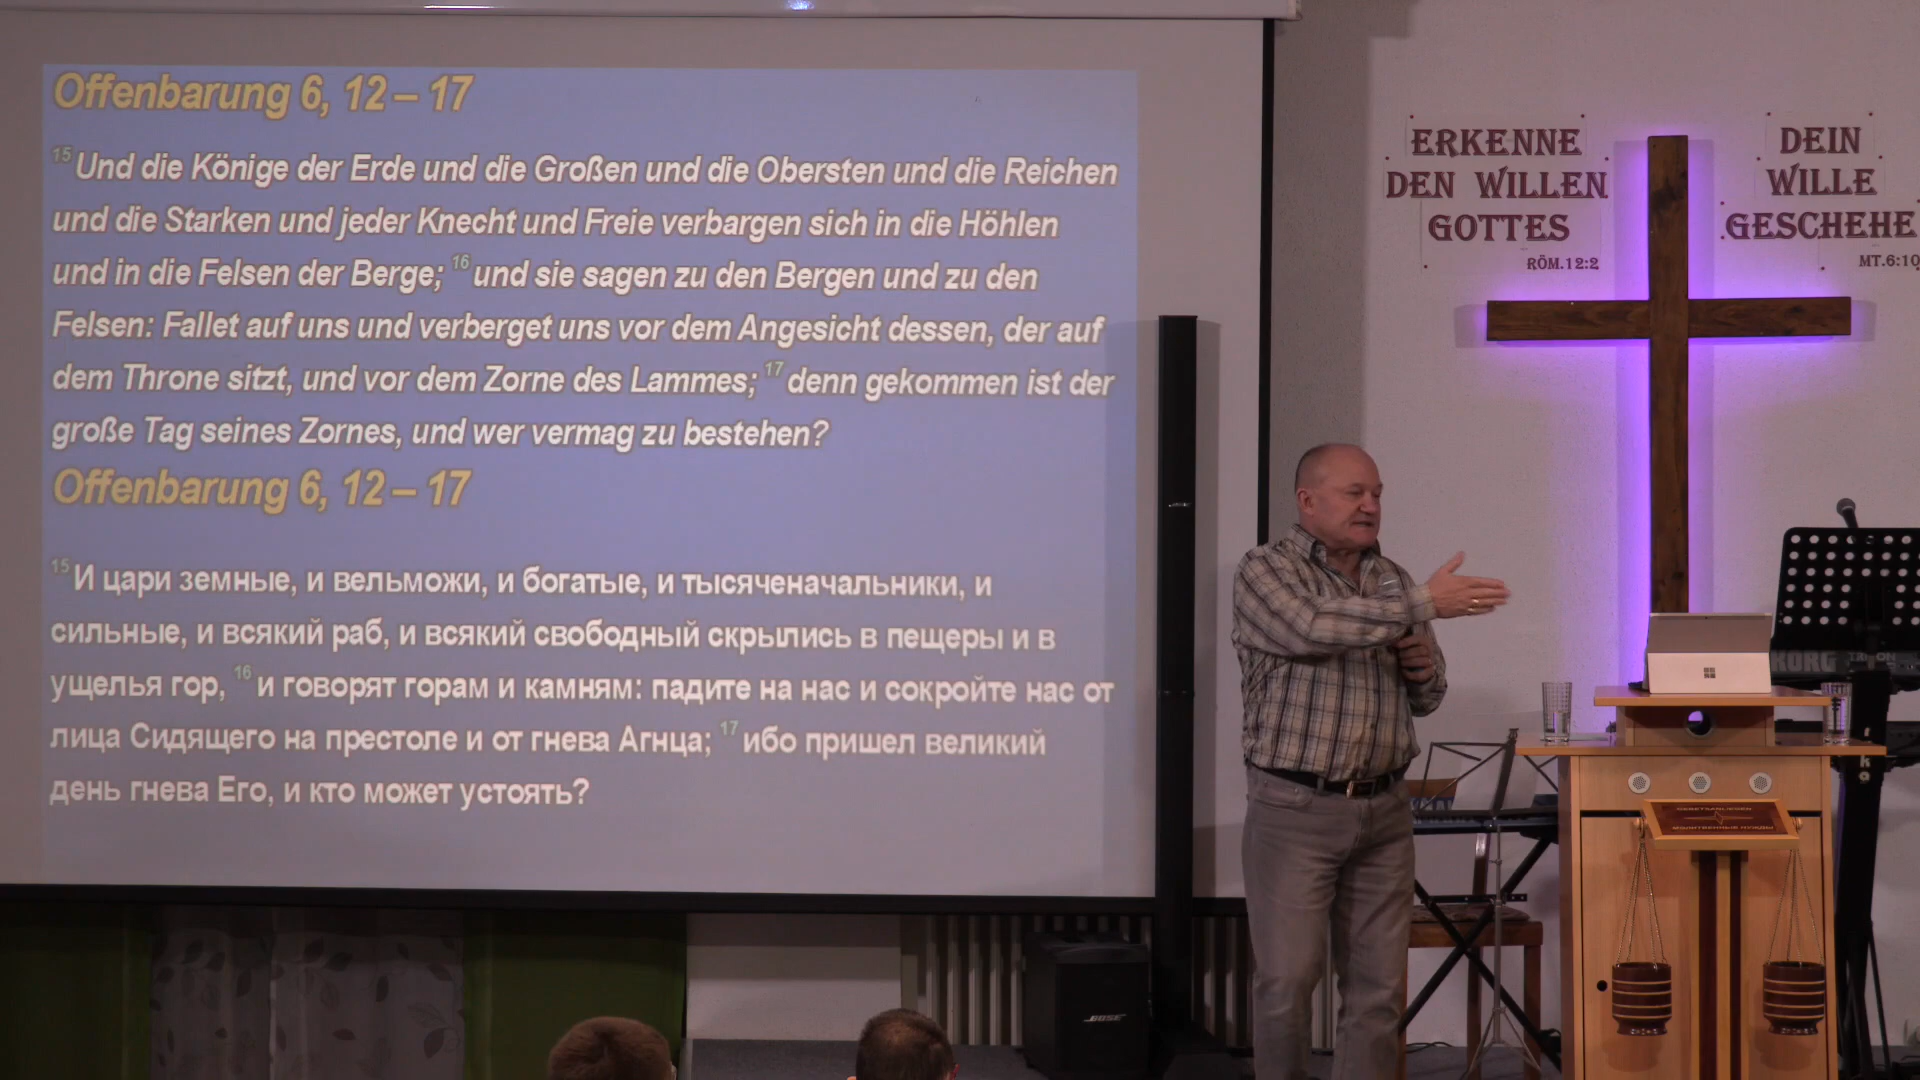 Offenbarung 6, 12 – 17
15 Und die Könige der Erde und die Großen und die Obersten und die Reichen
und die Starken und jeder Knecht und Freie verbargen sich in die Höhlen
und in die Felsen der Berge; 16 und sie sagen zu den Bergen und zu den
Felsen: Fallet auf uns und verberget uns vor dem Angesicht dessen, der auf
dem Throne sitzt, und vor dem Zorne des Lammes; 17 denn gekommen ist der
große Tag seines Zornes, und wer vermag zu bestehen?
Offenbarung 6, 12 – 17
15 И цари земные, и вельможи, и богатые, и тысяченачальники, и
сильные, и всякий раб, и всякий свободный скрылись в пещеры и в
ущелья гор, 16 и говорят горам и камням: падите на нас и сокройте нас от
лица Сидящего на престоле и от гнева Агнца; 17 ибо пришел великий
день гнева Его, и кто может устоять?
ERKENNE
DEN WILLEN
GOTTES
RÖM.12:2
DEIN
WILLE
GESCHEHE
MT.6:10
KORG
GEBETSANLIEGEN
МОЛИТВЕННЫЕ НУЖДЫ
BOSE